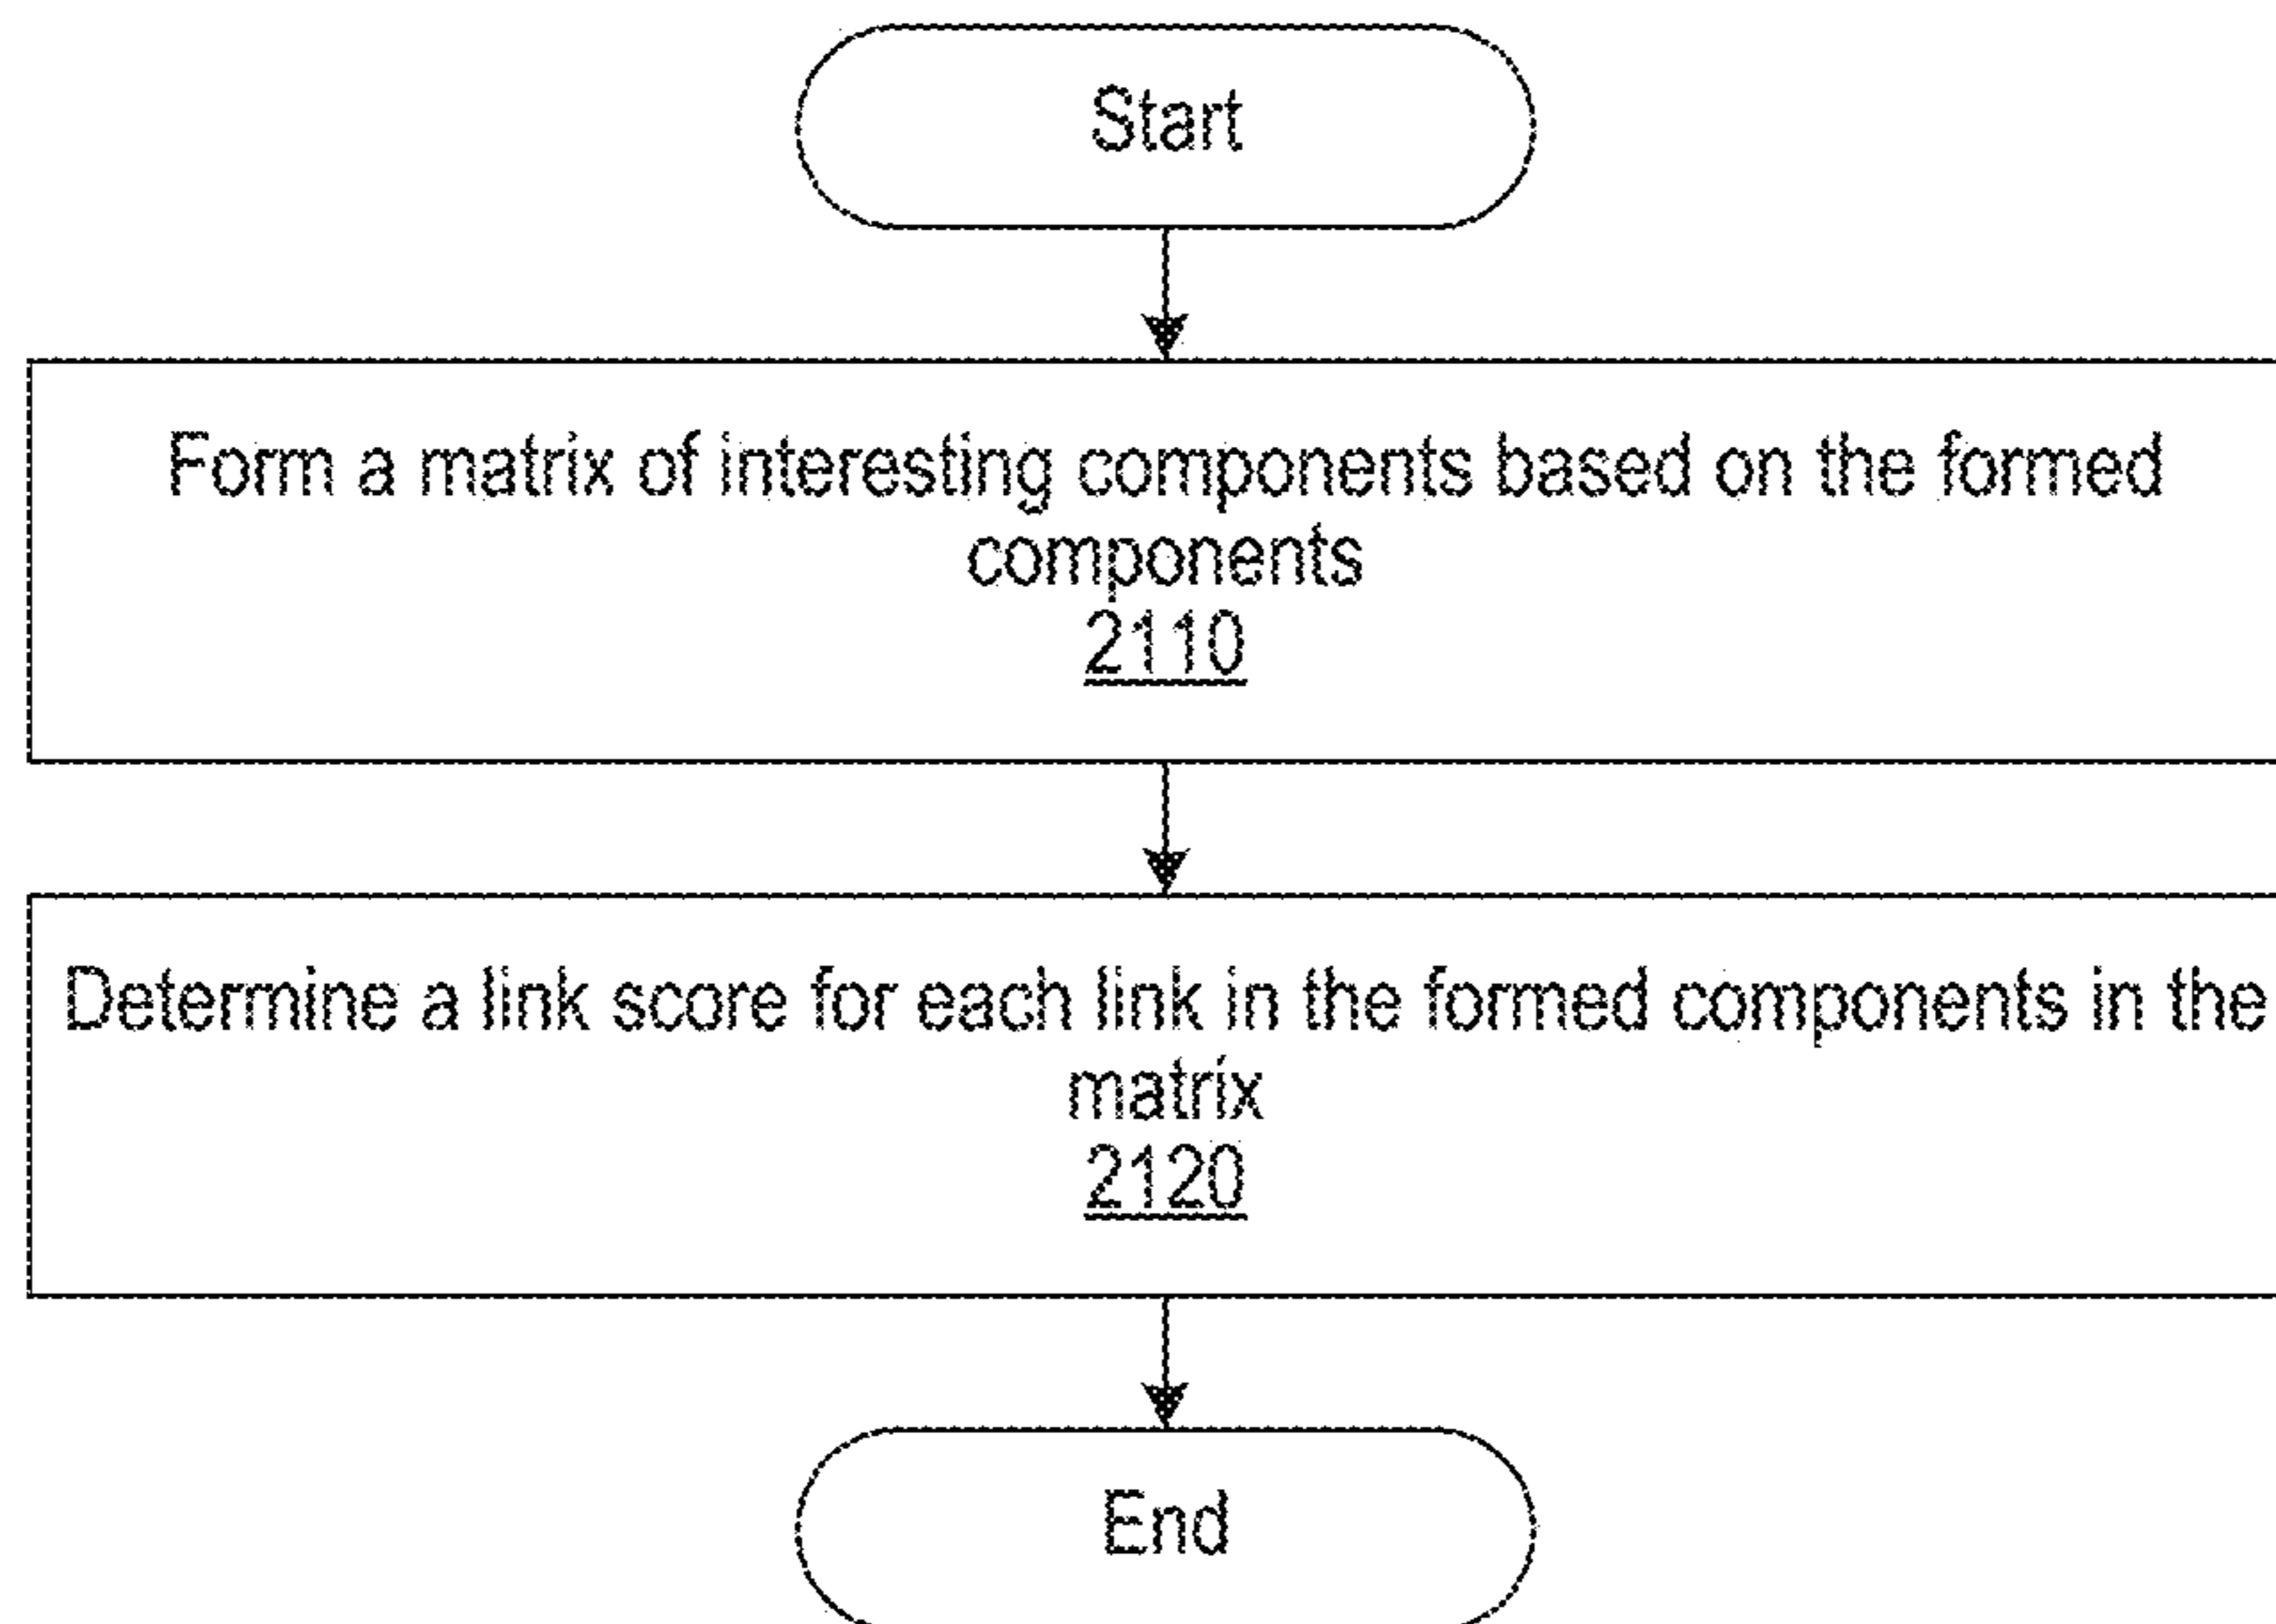 Start
Form a matrix of interesting components based on the formed
components
2110
Determine a link score for each link in the formed components in the
matrix
2120
End